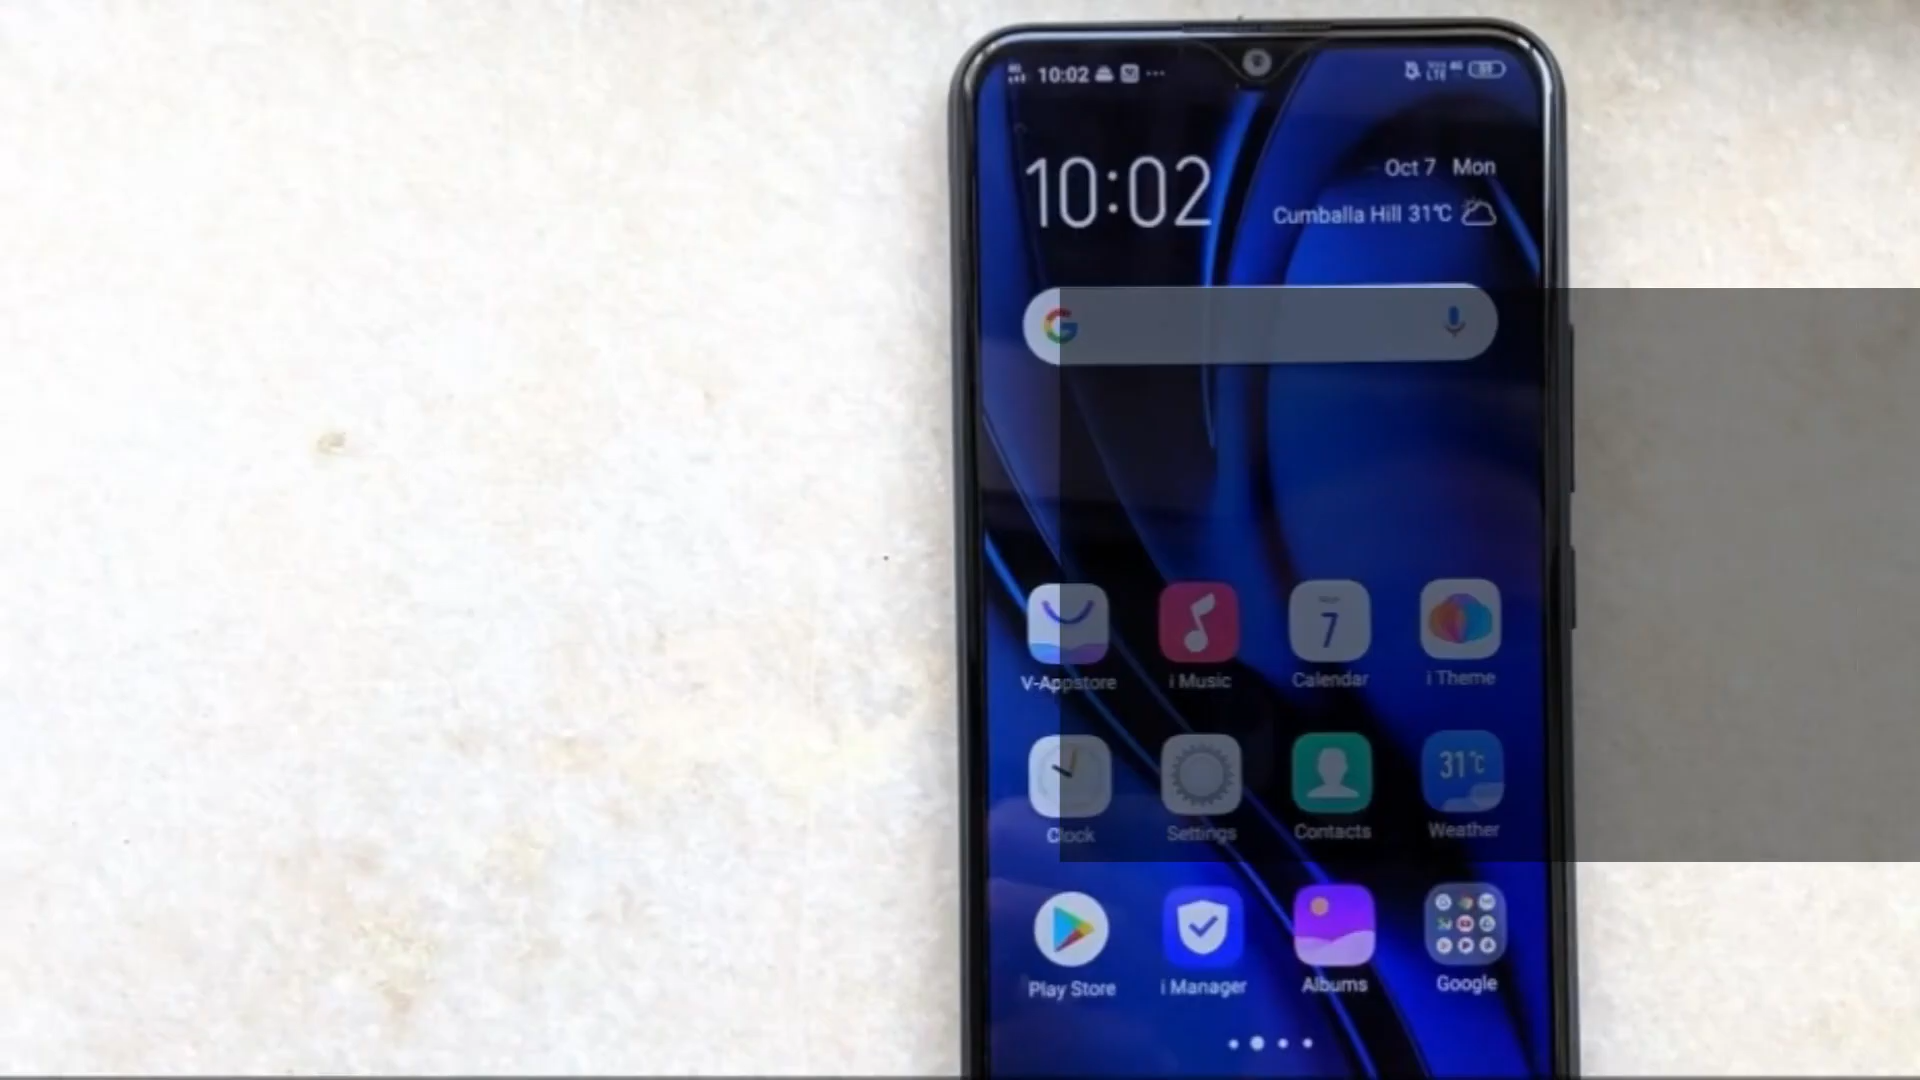 10:02
10:02
Oct 7 Mon
Cumballa Hill 31℃
7
V-Appstore
i Music
Calendar
i Theme
31℃
Clock
Settings
Contacts
Weather
Play Store
i Manager
Albums
Google